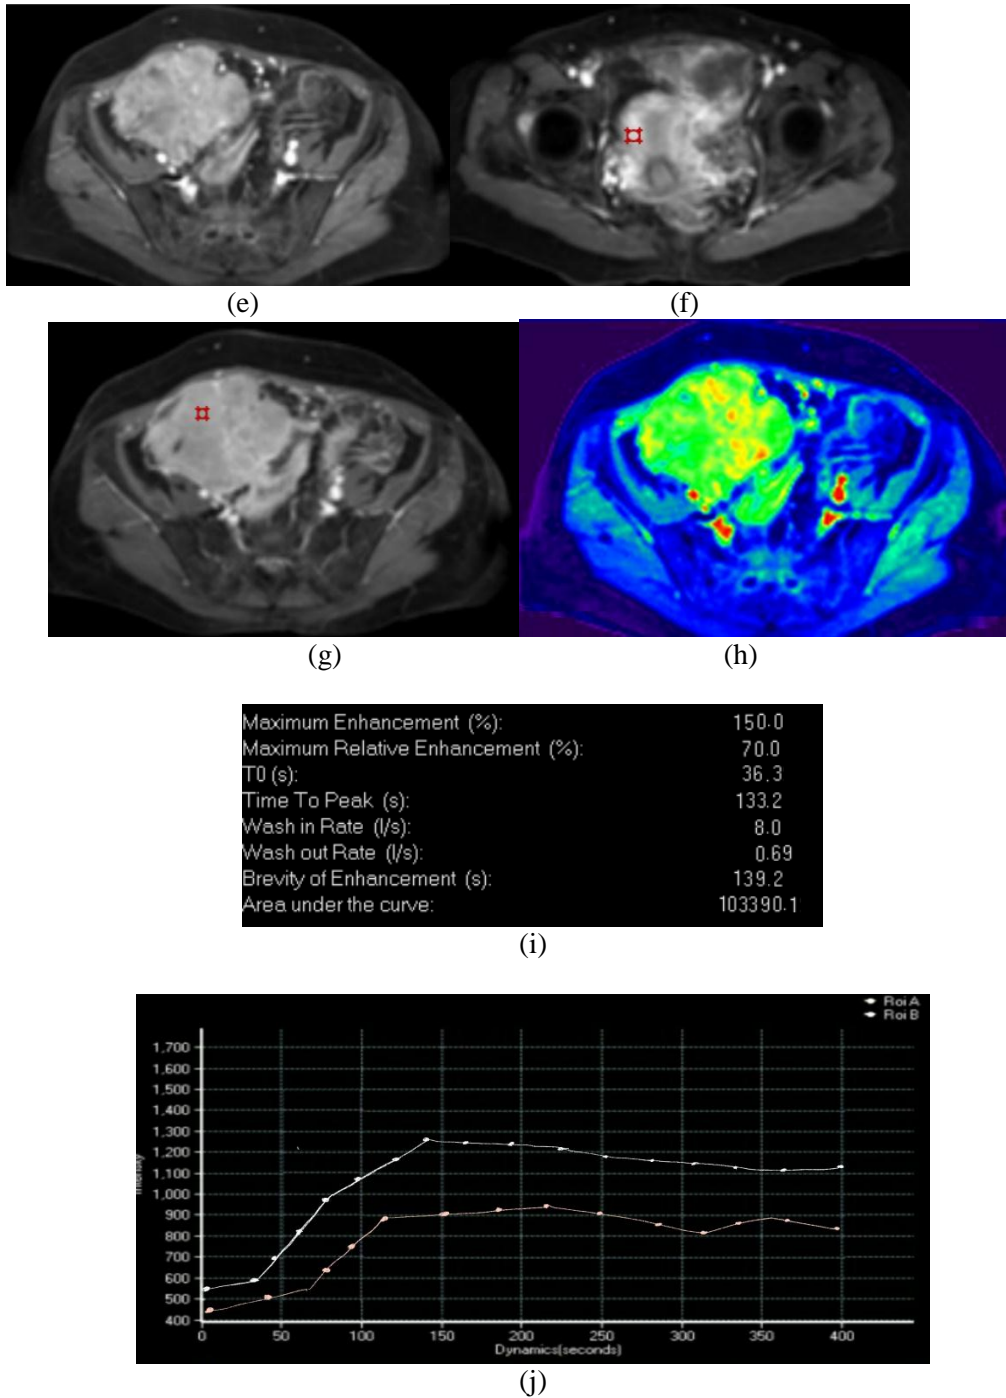 (e)
(f)
(g)
(h)
Maximum Enhancement (%): 150.0
Maximum Relative Enhancement (%): 70.0
T0 (s): 36.3
Time To Peak (s): 133.2
Wash in Rate (l/s): 8.0
Wash out Rate (l/s): 0.69
Brevity of Enhancement (s): 139.2
Area under the curve: 103390.1
(i)
Roi A
Roi B
1,700
1,600
1,500
1,400
1,300
1,200
1,100
1,000
900
800
700
600
500
400
0 50 100 150 200 250 300 350 400
Dynamics(seconds)
(j)